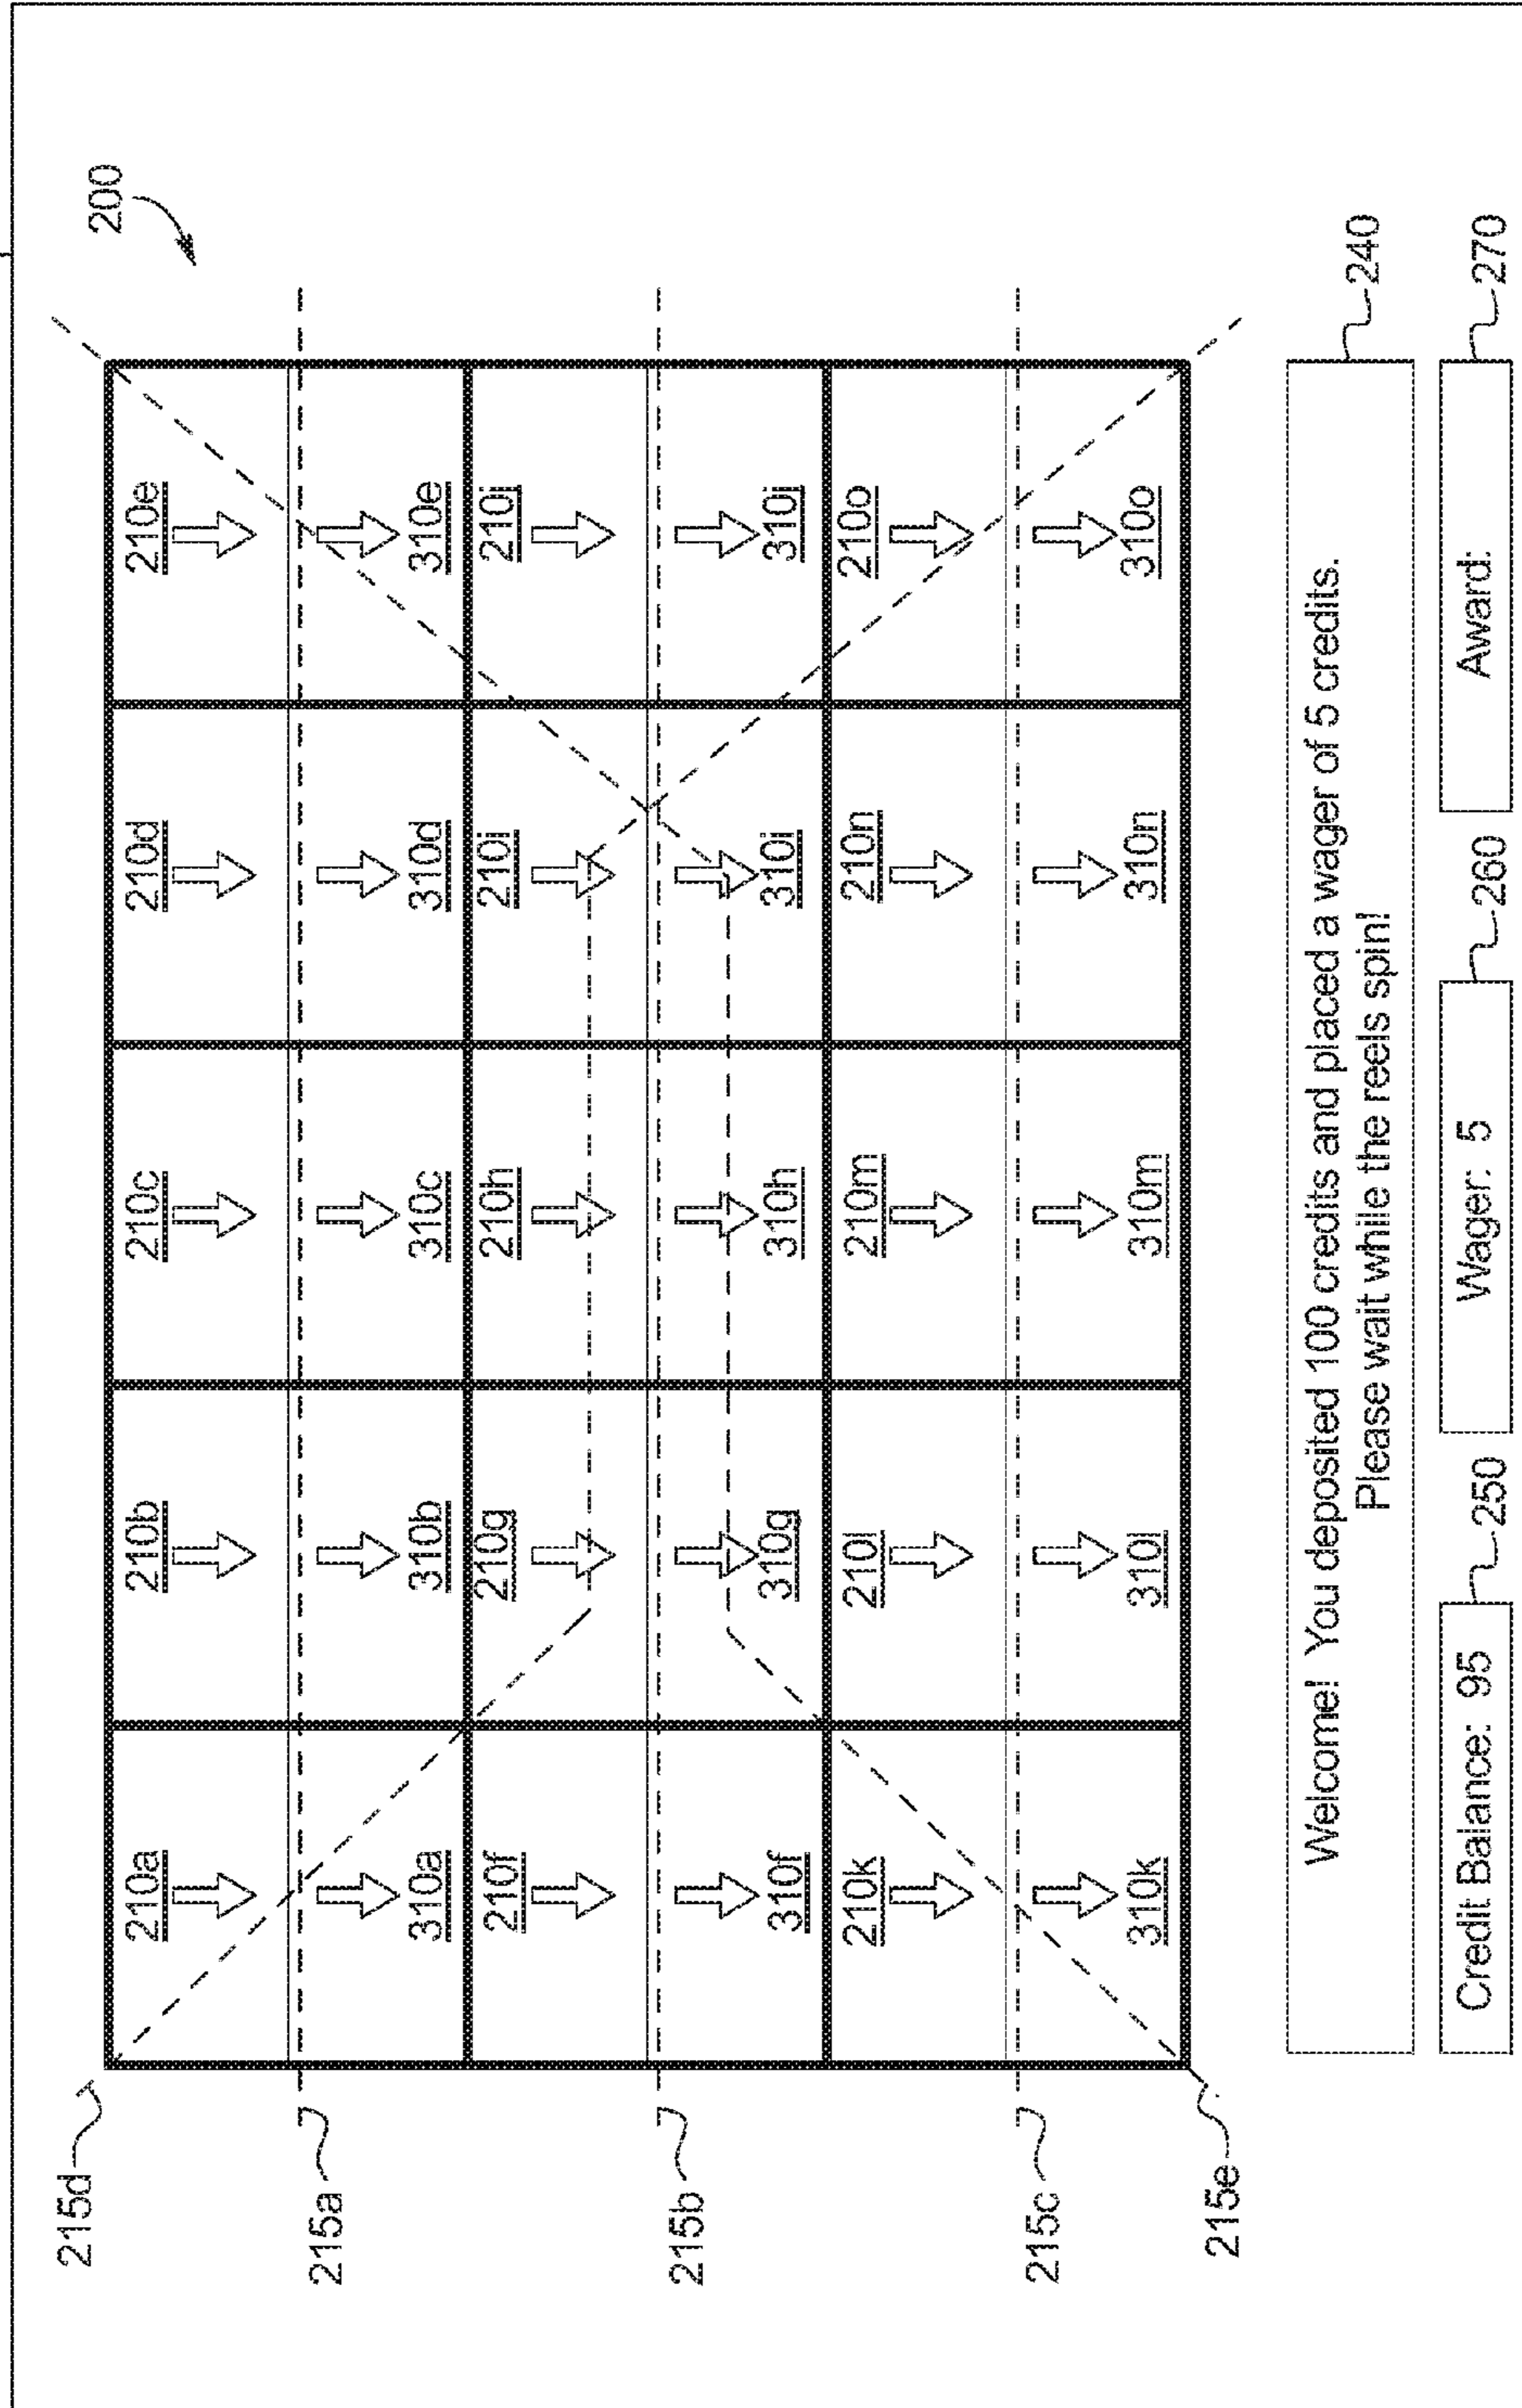 200
215d
210a 210b 210c 210d 210e
215a
310a 310b 310c 310d 310e
210f 210g 210h 210i 210j
215b
310f 310g 310h 310i 310j
210k 210l 210m 210n 210o
215c
310k 310l 310m 310n 310o
215e
Welcome! You deposited 100 credits and placed a wager of 5 credits.
Please wait while the reels spin!
240
Credit Balance: 95
250
Wager: 5
260
Award:
270